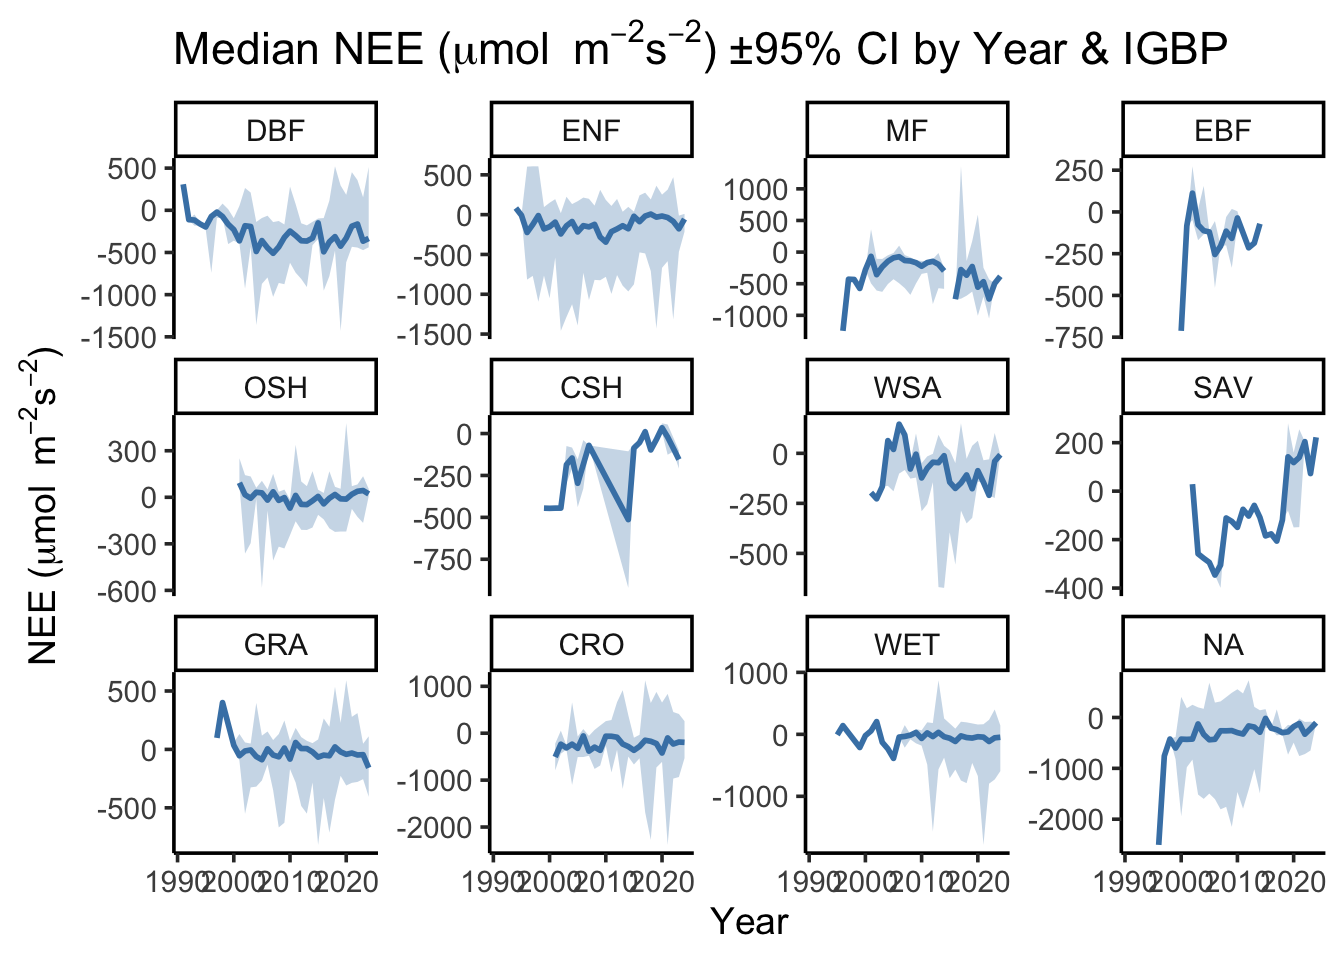 Median NEE (μmol m⁻²s⁻²) ±95% CI by Year & IGBP
DBF ENF MF EBF
500 0 -500 -1000 -1500
500 0 -500 -1000 -1500
1000 500 0 -500 -1000
250 0 -250 -500 -750
OSH CSH WSA SAV
300 0 -300 -600
0 -250 -500 -750
0 -250 -500
200 0 -200 -400
GRA CRO WET NA
500 0 -500
1000 0 -1000 -2000
1000 0 -1000
0 -1000 -2000
1990 2000 2010 2020 1990 2000 2010 2020 1990 2000 2010 2020 1990 2000 2010 2020
Year
NEE (μmol m⁻²s⁻²)